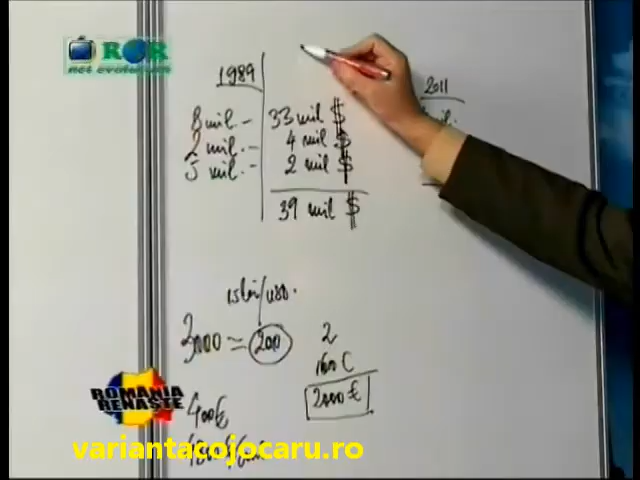 ROR
net evolution
1989
2011
8 mil - 33 mil $
2 mil. - 4 mil $
5 mil. - 2 mil $
39 mil $
15 lei/usd.
3000 = 200
2
1600 €
2000 €
ROMANIA
RENASTE
400€
variantacojocaru.ro